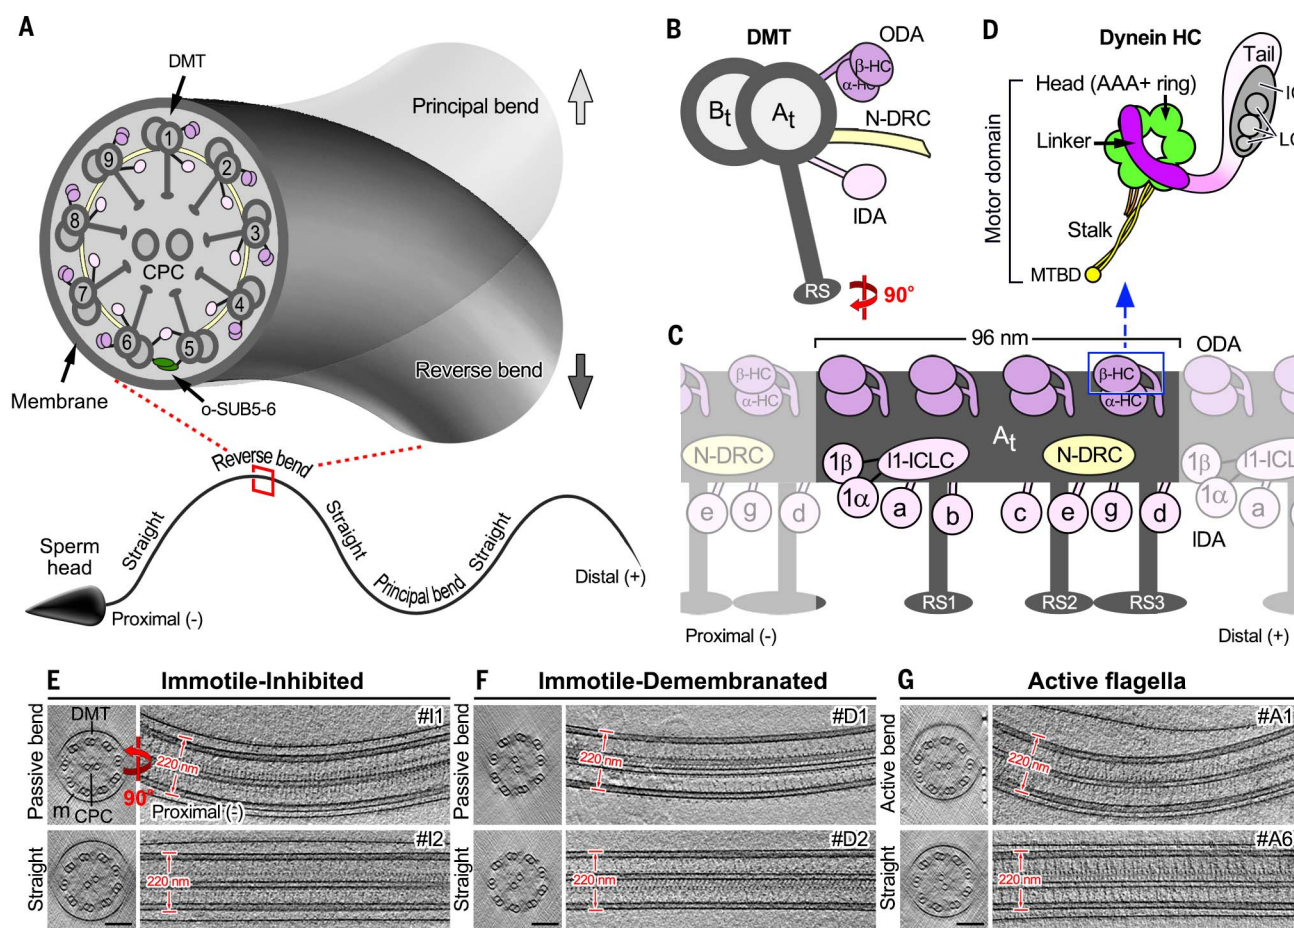 A
DMT
Principal bend
1
2
3
4
5
6
7
8
9
CPC
Reverse bend
Membrane
o-SUB5-6
Reverse bend
Straight
Straight
Principal bend
Straight
Sperm
head
Proximal (-)
Distal (+)
B
DMT
ODA
β-HC
α-HC
Bt
At
N-DRC
IDA
RS
90°
D
Dynein HC
Tail
Head (AAA+ ring)
Linker
Motor domain
Stalk
MTBD
C
96 nm
ODA
β-HC
α-HC
β-HC
α-HC
At
N-DRC
1β
I1-ICLC
N-DRC
1β
I1-ICL
1α
1α
e
g
d
a
b
c
e
g
d
a
IDA
RS1
RS2
RS3
Proximal (-)
Distal (+)
E
Immotile-Inhibited
Passive bend
DMT
CPC
m
90°
#I1
220 nm
Proximal (-)
Straight
#I2
220 nm
F
Immotile-Demembranated
Passive bend
#D1
220 nm
Straight
#D2
220 nm
G
Active flagella
Active bend
#A1
220 nm
Straight
#A6
220 nm